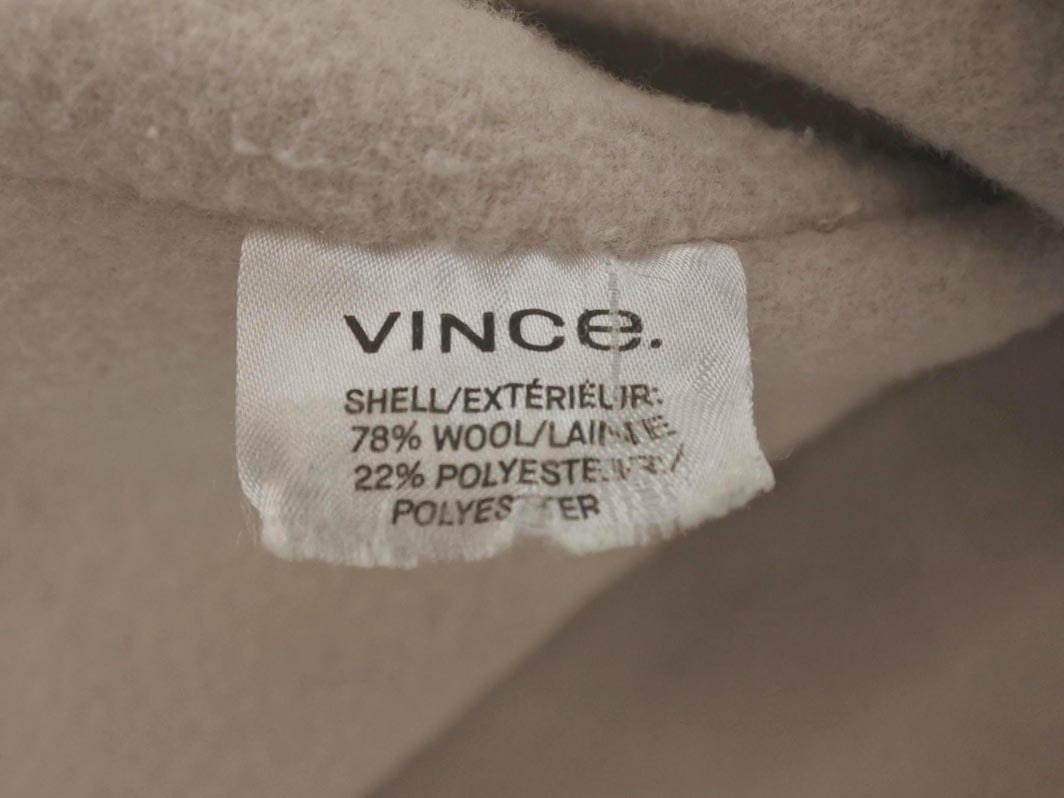 VINCe.
SHELL/EXTÉRIEUR:
78% WOOL/LAINE
22% POLYESTER/
POLYESTER